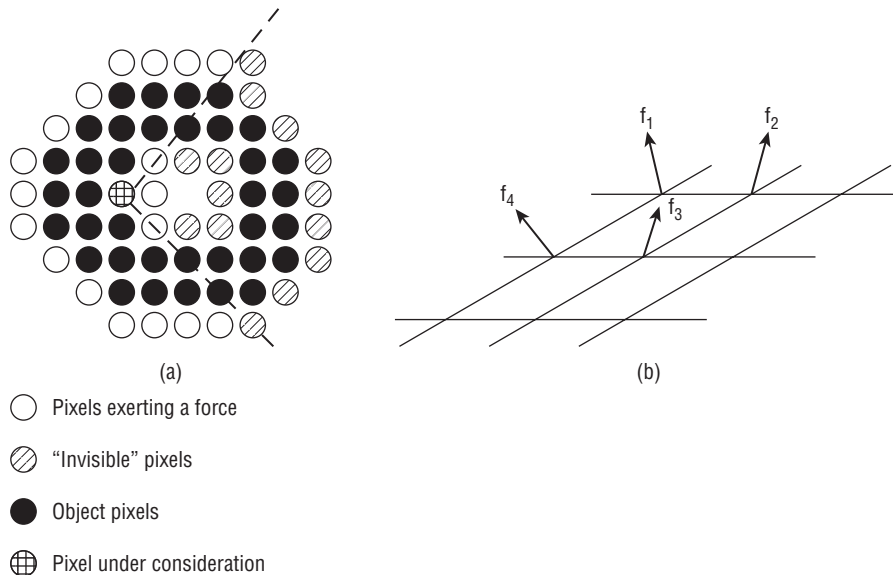 f1
f2
f4
f3
(a)
(b)
Pixels exerting a force
“Invisible” pixels
Object pixels
Pixel under consideration